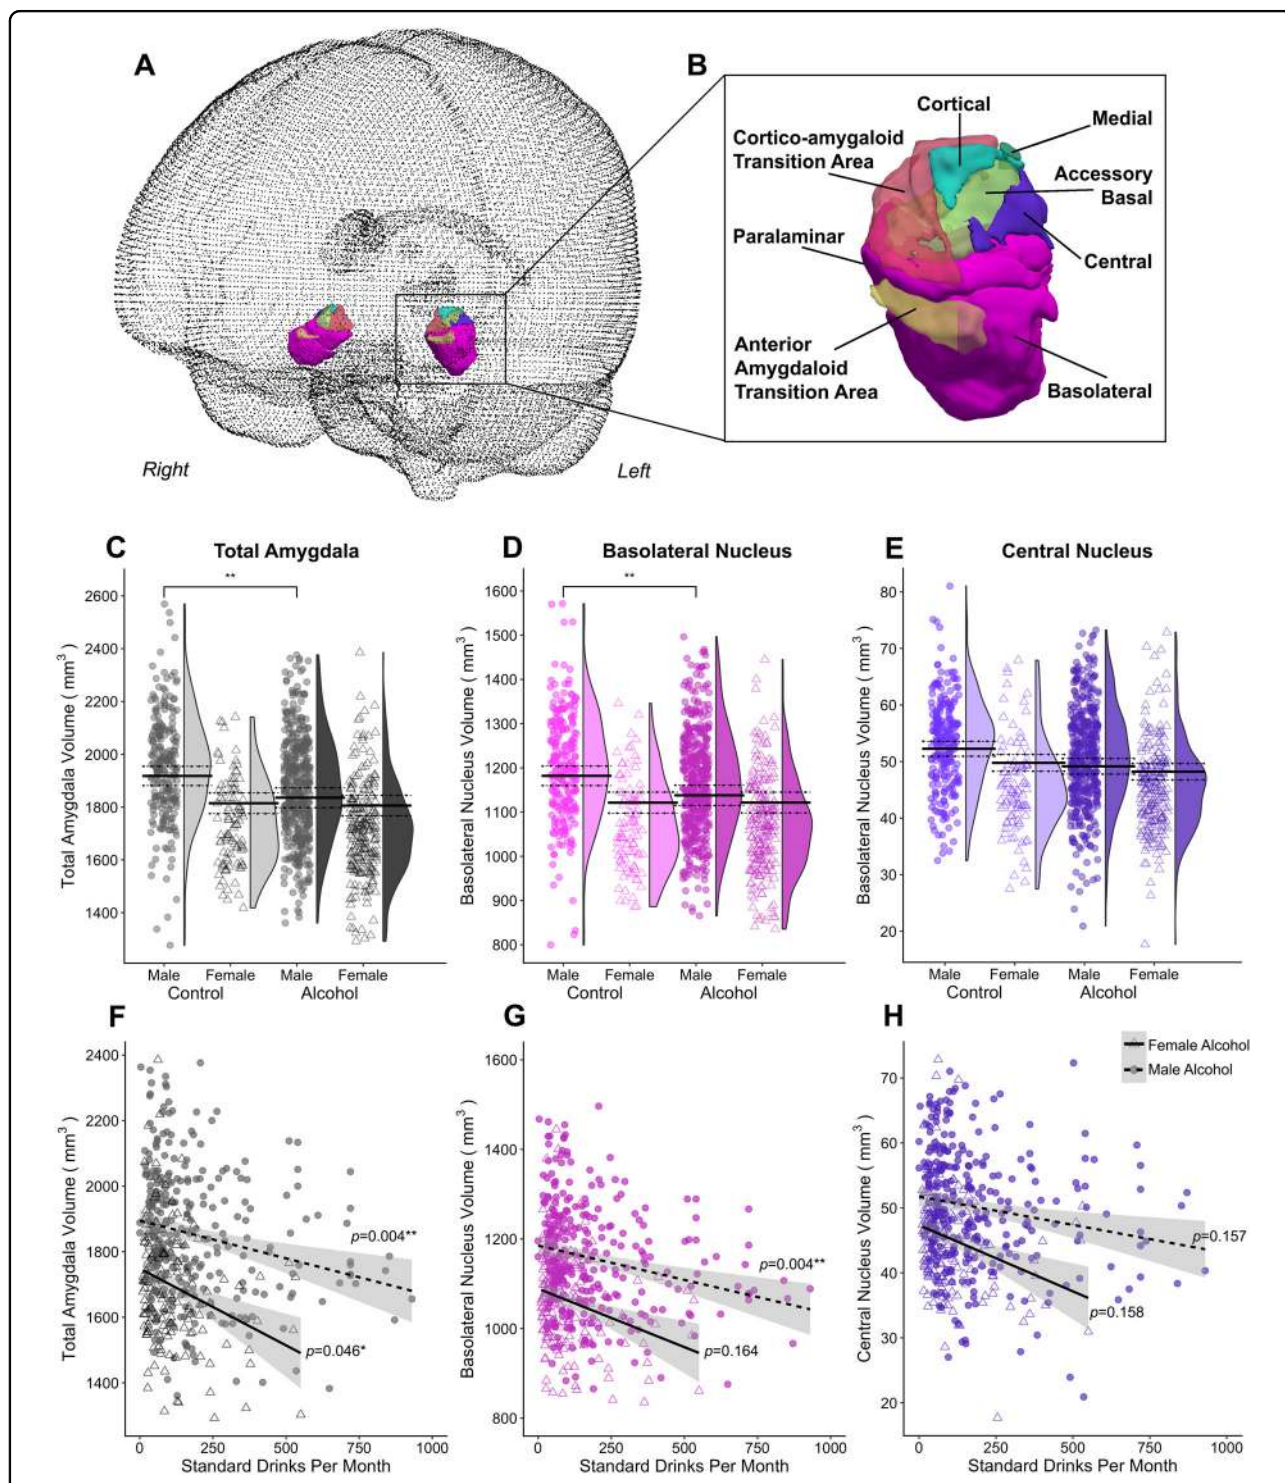 A
B
Cortical
Medial
Cortico-amygaloid
Transition Area
Accessory
Basal
Paralaminar
Central
Anterior
Amygdaloid
Transition Area
Basolateral
Right
Left
C
Total Amygdala
D
Basolateral Nucleus
E
Central Nucleus
Total Amygdala Volume ( mm³ )
2600
2400
2200
2000
1800
1600
1400
**
Male
Female
Male
Female
Control
Alcohol
Basolateral Nucleus Volume ( mm³ )
1600
1500
1400
1300
1200
1100
1000
900
800
**
Male
Female
Male
Female
Control
Alcohol
Basolateral Nucleus Volume ( mm³ )
80
70
60
50
40
30
20
Male
Female
Male
Female
Control
Alcohol
F
Total Amygdala Volume ( mm³ )
2400
2200
2000
1800
1600
1400
p=0.004**
p=0.046*
0
250
500
750
1000
Standard Drinks Per Month
G
Basolateral Nucleus Volume ( mm³ )
1600
1400
1200
1000
800
p=0.004**
p=0.164
0
250
500
750
1000
Standard Drinks Per Month
H
Female Alcohol
Male Alcohol
Central Nucleus Volume ( mm³ )
70
60
50
40
30
20
p=0.157
p=0.158
0
250
500
750
1000
Standard Drinks Per Month